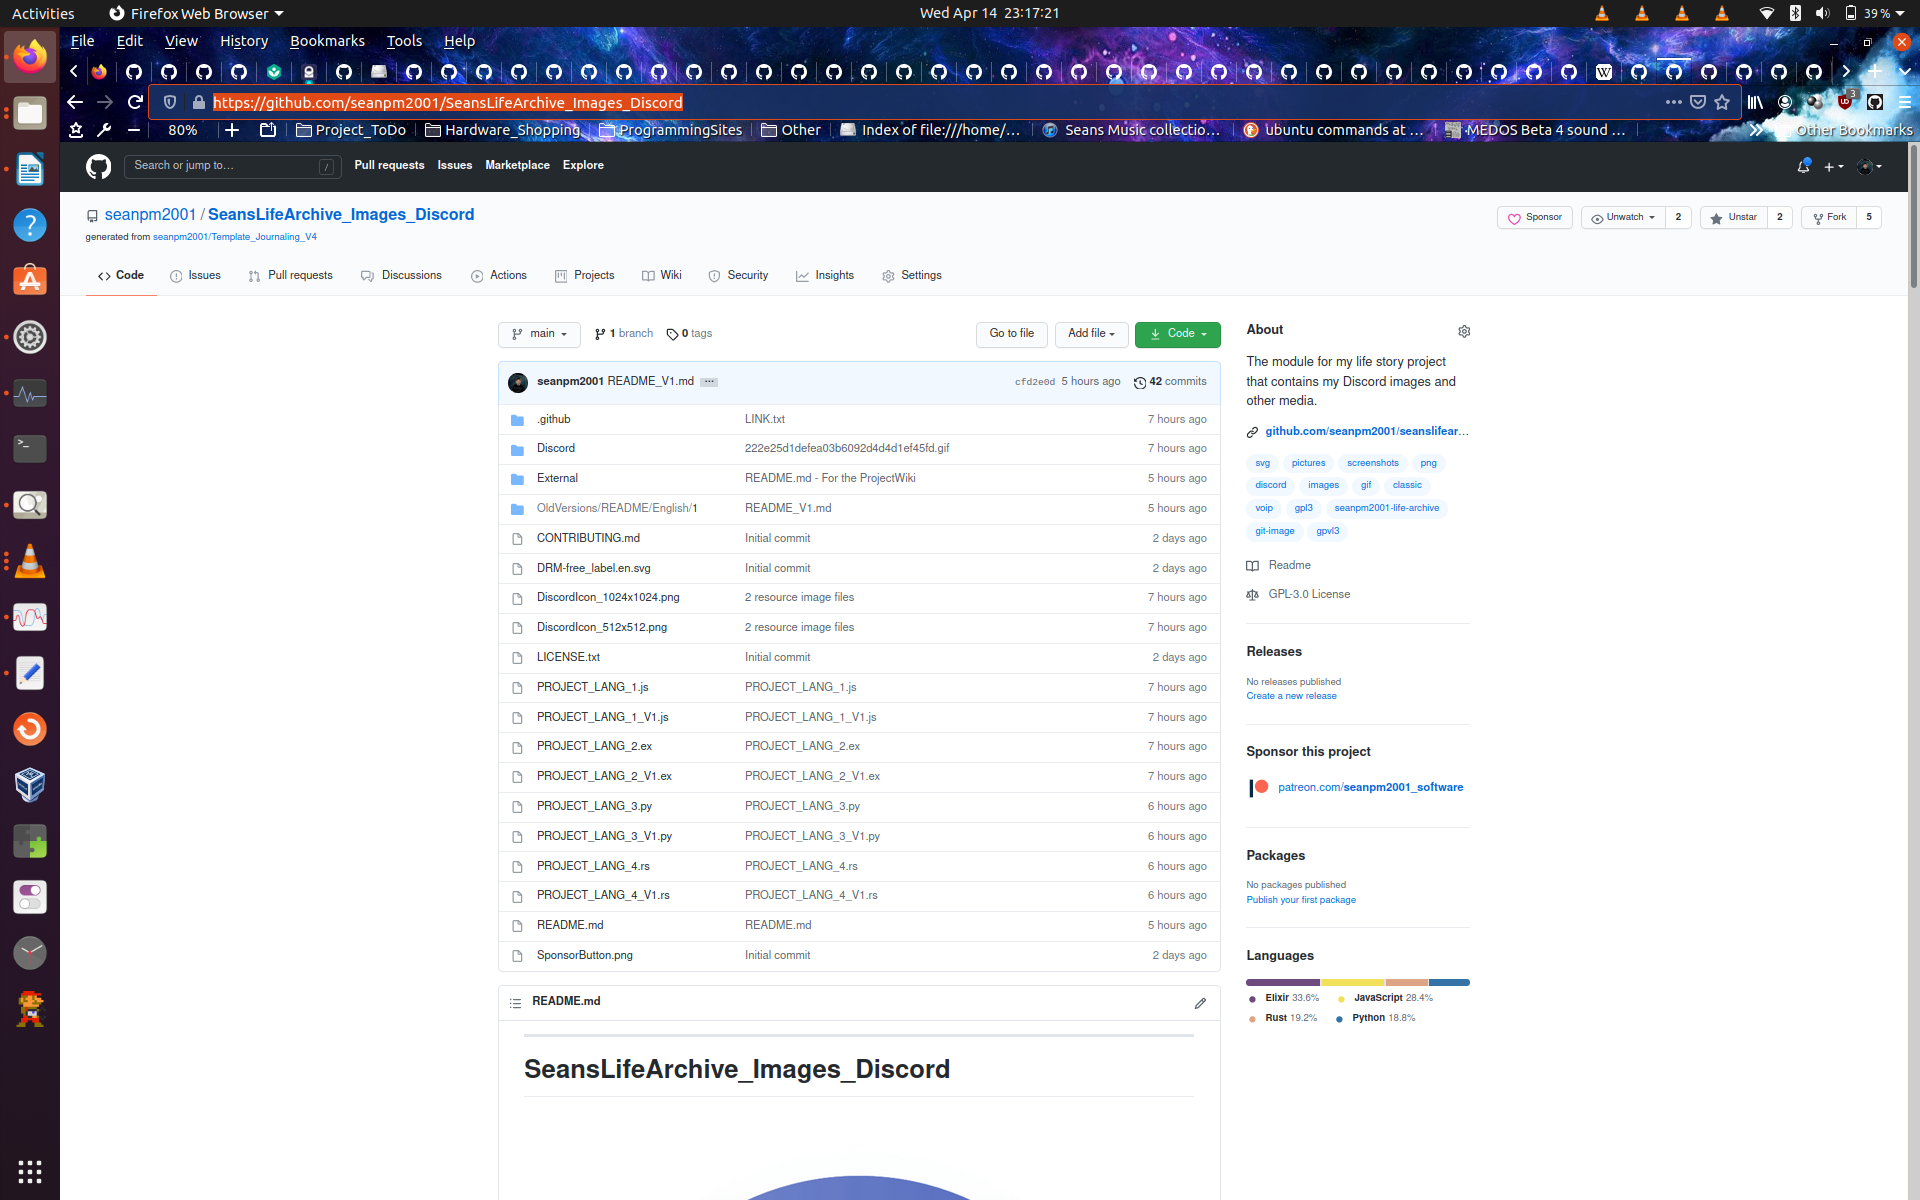 Activities Firefox Web Browser Wed Apr 14 23:17:21 39 %
File Edit View History Bookmarks Tools Help
https://github.com/seanpm2001/SeansLifeArchive_Images_Discord 3
80% Project_ToDo Hardware_Shopping ProgrammingSites Other Index of file:///home/… Seans Music collectio… ubuntu commands at … MEDOS Beta 4 sound … Other Bookmarks
Search or jump to… / Pull requests Issues Marketplace Explore
seanpm2001 / SeansLifeArchive_Images_Discord Sponsor Unwatch 2 Unstar 2 Fork 5
generated from seanpm2001/Template_Journaling_V4
Code Issues Pull requests Discussions Actions Projects Wiki Security Insights Settings
main 1 branch 0 tags Go to file Add file Code
seanpm2001 README_V1.md ... cfd2e0d 5 hours ago 42 commits
.github LINK.txt 7 hours ago
Discord 222e25d1defea03b6092d4d4d1ef45fd.gif 7 hours ago
External README.md - For the ProjectWiki 5 hours ago
OldVersions/README/English/1 README_V1.md 5 hours ago
CONTRIBUTING.md Initial commit 2 days ago
DRM-free_label.en.svg Initial commit 2 days ago
DiscordIcon_1024x1024.png 2 resource image files 7 hours ago
DiscordIcon_512x512.png 2 resource image files 7 hours ago
LICENSE.txt Initial commit 2 days ago
PROJECT_LANG_1.js PROJECT_LANG_1.js 7 hours ago
PROJECT_LANG_1_V1.js PROJECT_LANG_1_V1.js 7 hours ago
PROJECT_LANG_2.ex PROJECT_LANG_2.ex 7 hours ago
PROJECT_LANG_2_V1.ex PROJECT_LANG_2_V1.ex 7 hours ago
PROJECT_LANG_3.py PROJECT_LANG_3.py 6 hours ago
PROJECT_LANG_3_V1.py PROJECT_LANG_3_V1.py 6 hours ago
PROJECT_LANG_4.rs PROJECT_LANG_4.rs 6 hours ago
PROJECT_LANG_4_V1.rs PROJECT_LANG_4_V1.rs 6 hours ago
README.md README.md 5 hours ago
SponsorButton.png Initial commit 2 days ago
README.md
SeansLifeArchive_Images_Discord
About
The module for my life story project
that contains my Discord images and
other media.
github.com/seanpm2001/seanslifear…
svg pictures screenshots png
discord images gif classic
voip gpl3 seanpm2001-life-archive
git-image gpvl3
Readme
GPL-3.0 License
Releases
No releases published
Create a new release
Sponsor this project
patreon.com/seanpm2001_software
Packages
No packages published
Publish your first package
Languages
Elixir 33.6% JavaScript 28.4%
Rust 19.2% Python 18.8%